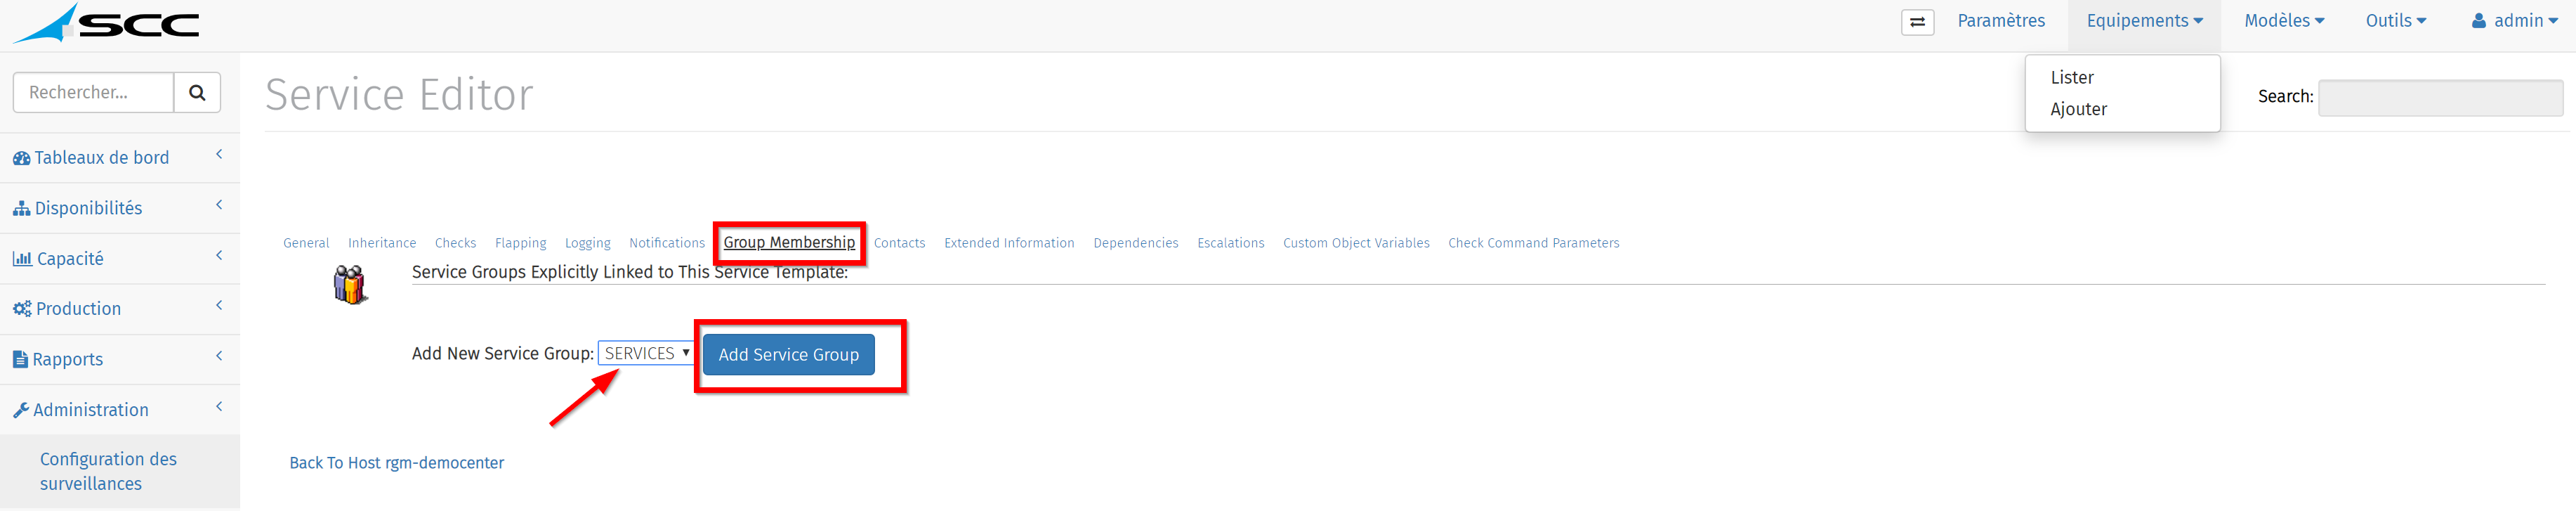 SCC
Paramètres
Equipements
Modèles
Outils
admin
Lister
Ajouter
Rechercher...
Service Editor
Search:
Tableaux de bord
Disponibilités
Capacité
Production
Rapports
Administration
Configuration des
surveillances
General Inheritance Checks Flapping Logging Notifications Group Membership Contacts Extended Information Dependencies Escalations Custom Object Variables Check Command Parameters
Service Groups Explicitly Linked to This Service Template:
Add New Service Group: SERVICES Add Service Group
Back To Host rgm-democenter